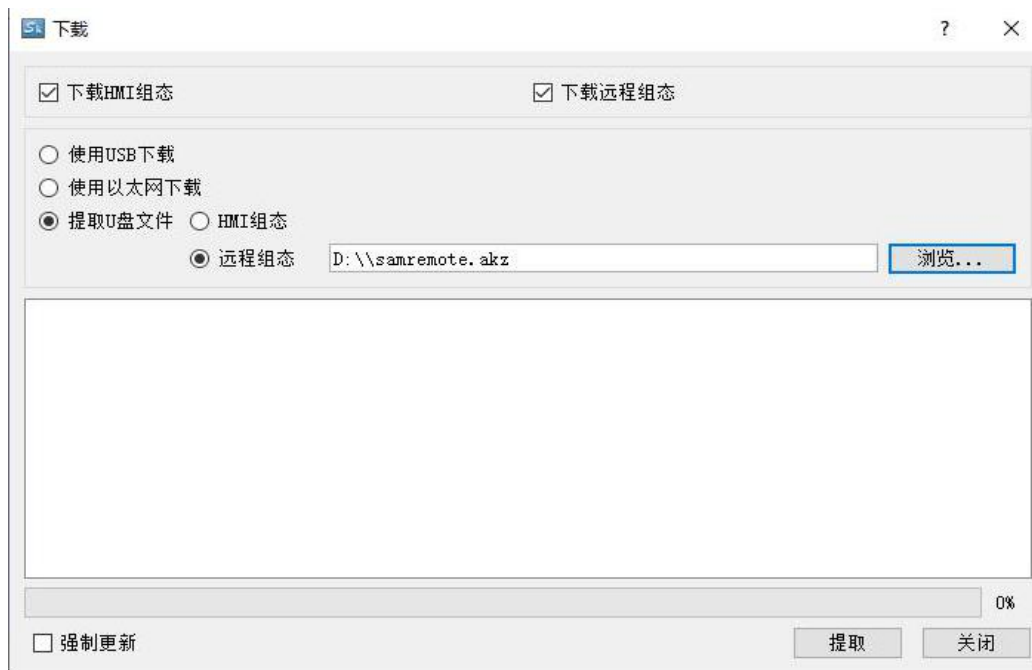 SK 下载 ?
下载HMI组态 下载远程组态
使用USB下载
使用以太网下载
提取U盘文件 HMI组态
远程组态 D:\\samremote.akz 浏览...
0%
强制更新 提取 关闭